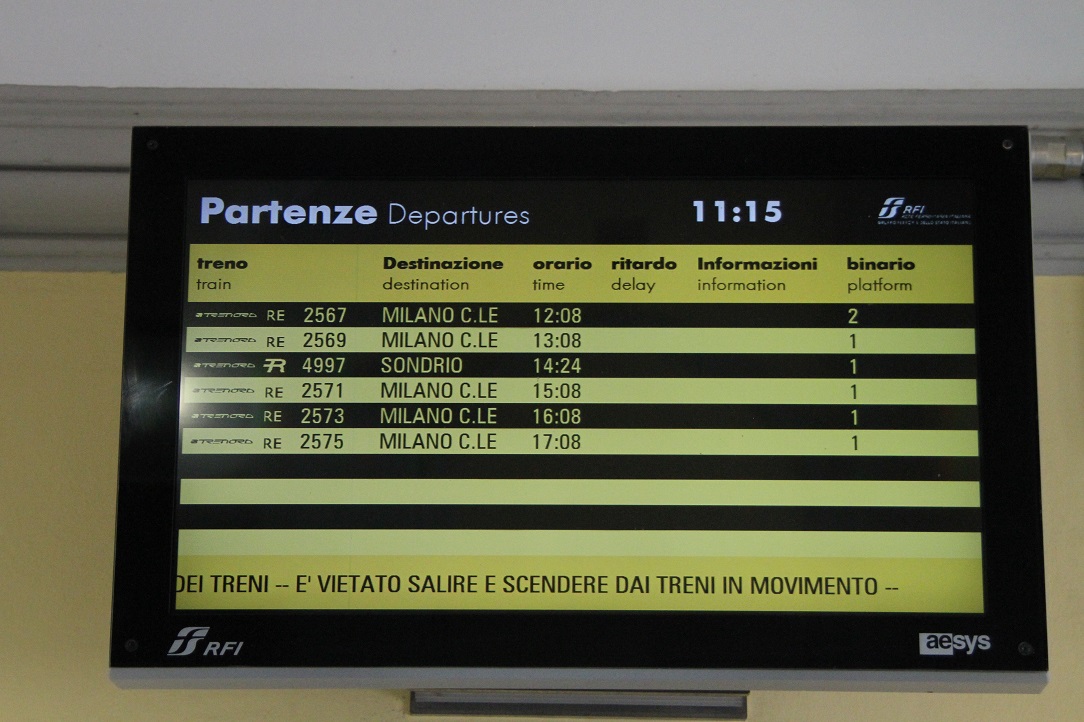 Partenze Departures 11:15 RFI
treno Destinazione orario ritardo Informazioni binario
train destination time delay information platform
TRENORD RE 2567 MILANO C.LE 12:08 2
TRENORD RE 2569 MILANO C.LE 13:08 1
TRENORD R 4997 SONDRIO 14:24 1
TRENORD RE 2571 MILANO C.LE 15:08 1
TRENORD RE 2573 MILANO C.LE 16:08 1
TRENORD RE 2575 MILANO C.LE 17:08 1
DEI TRENI -- E' VIETATO SALIRE E SCENDERE DAI TRENI IN MOVIMENTO --
RFI aesys